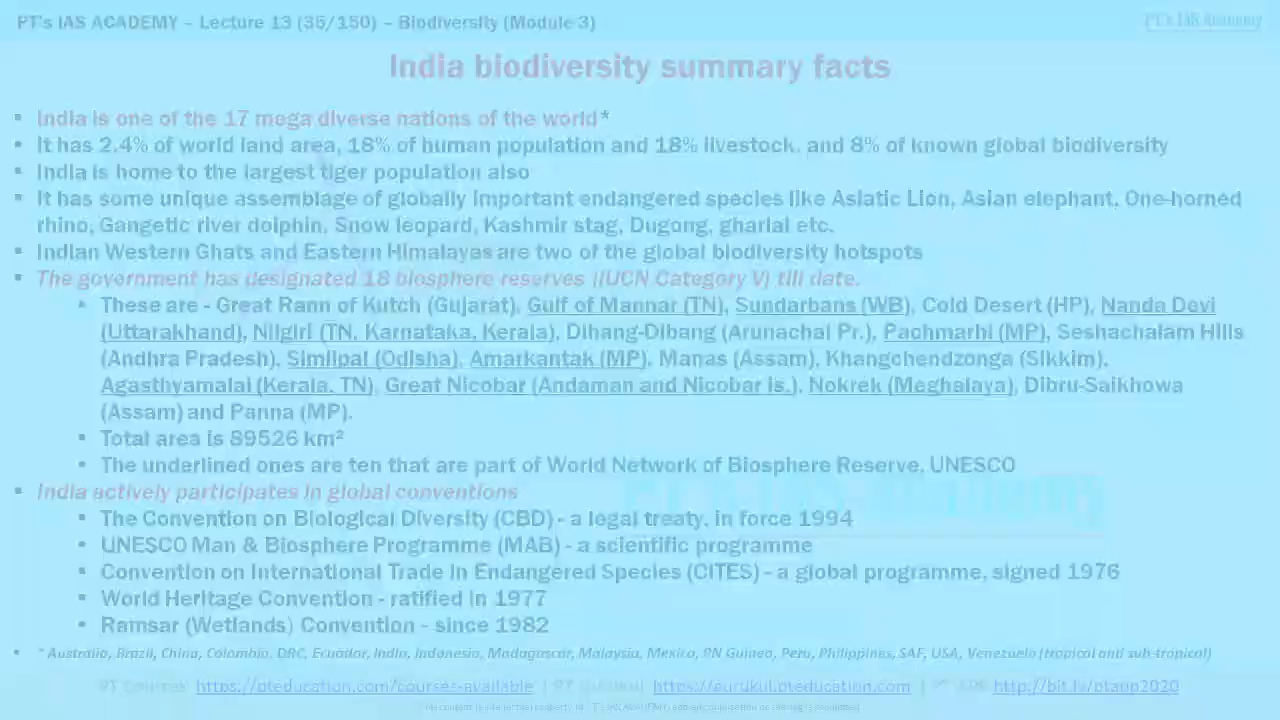 PT's IAS ACADEMY – Lecture 13 (35/150) – Biodiversity (Module 3)
PT's IAS Academy
India biodiversity summary facts
▪ India is one of the 17 mega diverse nations of the world*
▪ It has 2.4% of world land area, 18% of human population and 18% livestock, and 8% of known global biodiversity
▪ India is home to the largest tiger population also
▪ It has some unique assemblage of globally important endangered species like Asiatic Lion, Asian elephant, One-horned
rhino, Gangetic river dolphin, Snow leopard, Kashmir stag, Dugong, gharial etc.
▪ Indian Western Ghats and Eastern Himalayas are two of the global biodiversity hotspots
▪ The government has designated 18 biosphere reserves (IUCN Category V) till date.
▪ These are - Great Rann of Kutch (Gujarat), Gulf of Mannar (TN), Sundarbans (WB), Cold Desert (HP), Nanda Devi
(Uttarakhand), Nilgiri (TN, Karnataka, Kerala), Dihang-Dibang (Arunachal Pr.), Pachmarhi (MP), Seshachalam Hills
(Andhra Pradesh), Simlipal (Odisha), Amarkantak (MP), Manas (Assam), Khangchendzonga (Sikkim),
Agasthyamalai (Kerala, TN), Great Nicobar (Andaman and Nicobar Is.), Nokrek (Meghalaya), Dibru-Saikhowa
(Assam) and Panna (MP).
▪ Total area is 89526 km²
▪ The underlined ones are ten that are part of World Network of Biosphere Reserve, UNESCO
▪ India actively participates in global conventions
▪ The Convention on Biological Diversity (CBD) - a legal treaty, in force 1994
▪ UNESCO Man & Biosphere Programme (MAB) - a scientific programme
▪ Convention on International Trade in Endangered Species (CITES) - a global programme, signed 1976
▪ World Heritage Convention - ratified in 1977
▪ Ramsar (Wetlands) Convention - since 1982
▪ * Australia, Brazil, China, Colombia, DRC, Ecuador, India, Indonesia, Madagascar, Malaysia, Mexico, PN Guinea, Peru, Philippines, SAF, USA, Venezuela (tropical and sub-tropical)
PT Courses https://pteducation.com/courses-available | PT Gurukul https://gurukul.pteducation.com | PT APP http://bit.ly/ptapp2020